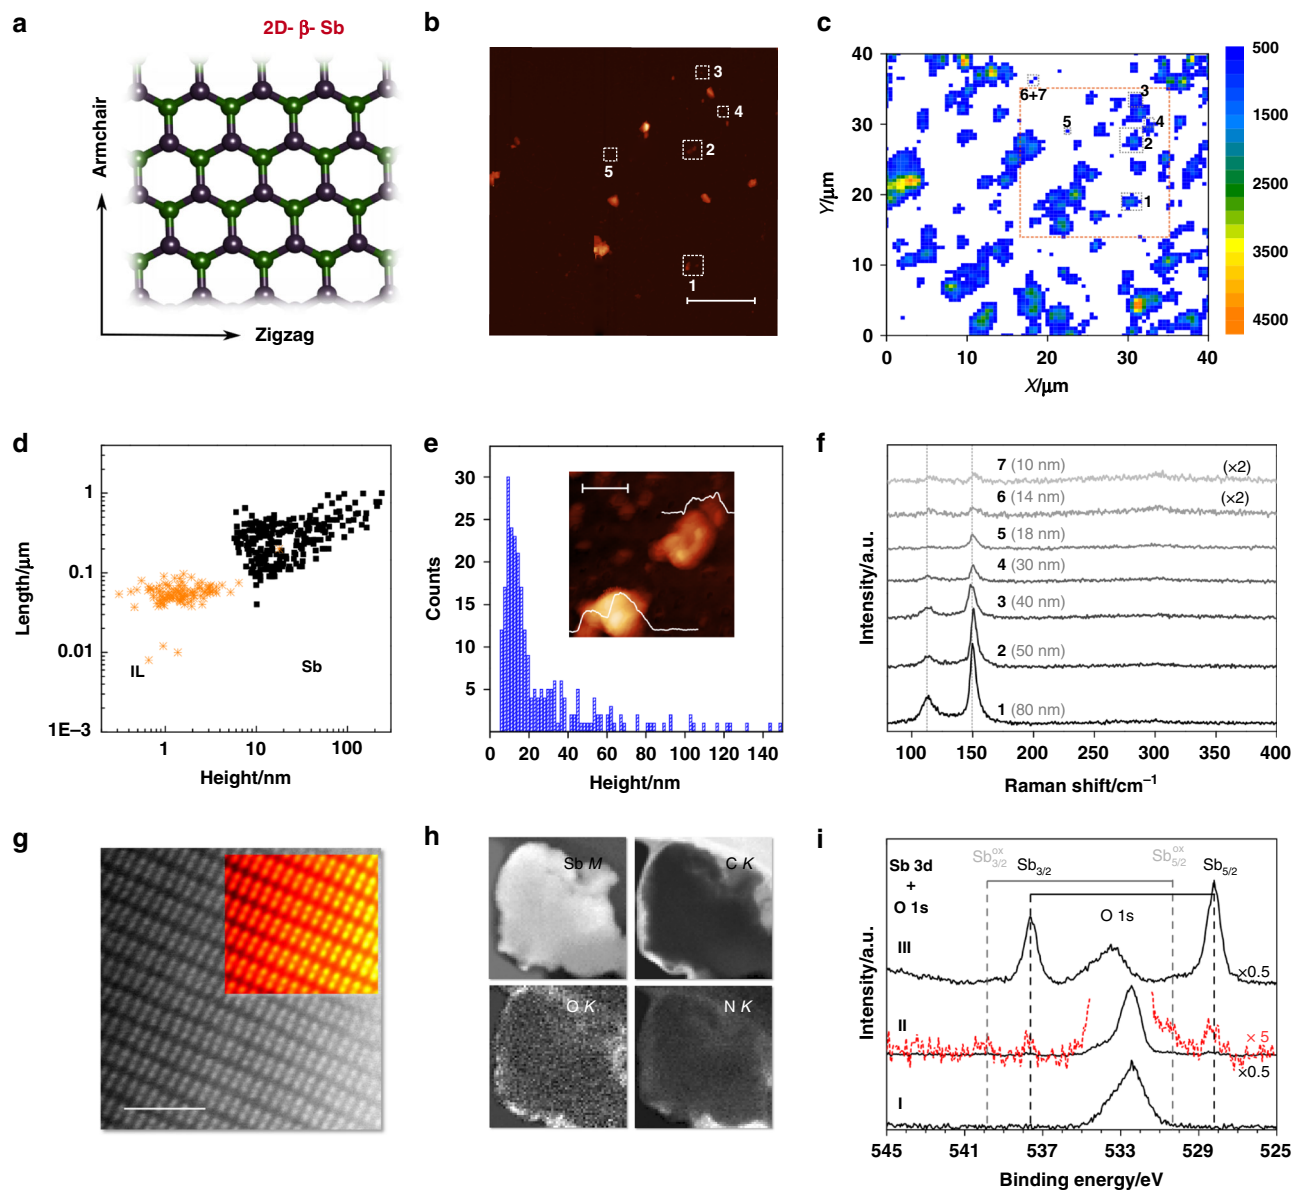 a
2D- β- Sb
Armchair
Zigzag
b
3
4
2
5
1
c
40
30
20
10
0
Y/µm
0 10 20 30 40
X/µm
6+7
5
3
4
2
1
500
1500
2500
3500
4500
d
1
0.1
0.01
1E–3
Length/µm
IL
Sb
1 10 100
Height/nm
e
30
25
20
15
10
5
Counts
0 20 40 60 80 100 120 140
Height/nm
f
7 (10 nm) (×2)
6 (14 nm) (×2)
5 (18 nm)
4 (30 nm)
3 (40 nm)
2 (50 nm)
1 (80 nm)
Intensity/a.u.
100 150 200 250 300 350 400
Raman shift/cm⁻¹
g
h
Sb M
C K
O K
N K
i
Sb 3d
+
O 1s
Sb₃/₂ᵒˣ
Sb₃/₂
Sb₅/₂ᵒˣ
Sb₅/₂
O 1s
III
×0.5
II
× 5
×0.5
I
Intensity/a.u.
545 541 537 533 529 525
Binding energy/eV